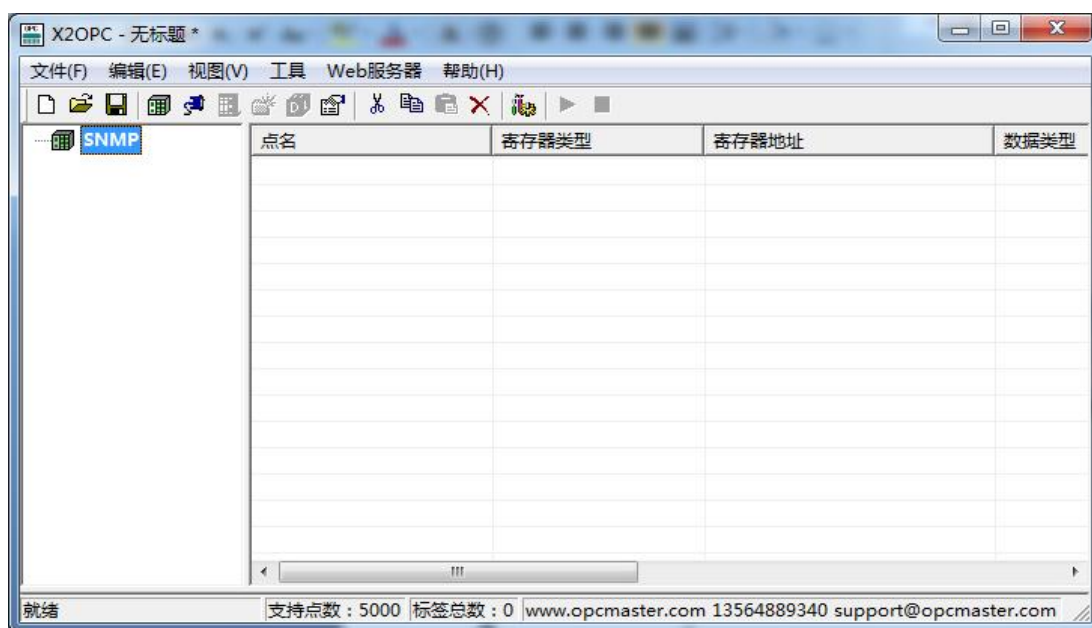 X2OPC - 无标题 *
文件(F) 编辑(E) 视图(V) 工具 Web服务器 帮助(H)
SNMP 点名 寄存器类型 寄存器地址 数据类型
就绪 支持点数：5000 标签总数：0 www.opcmaster.com 13564889340 support@opcmaster.com